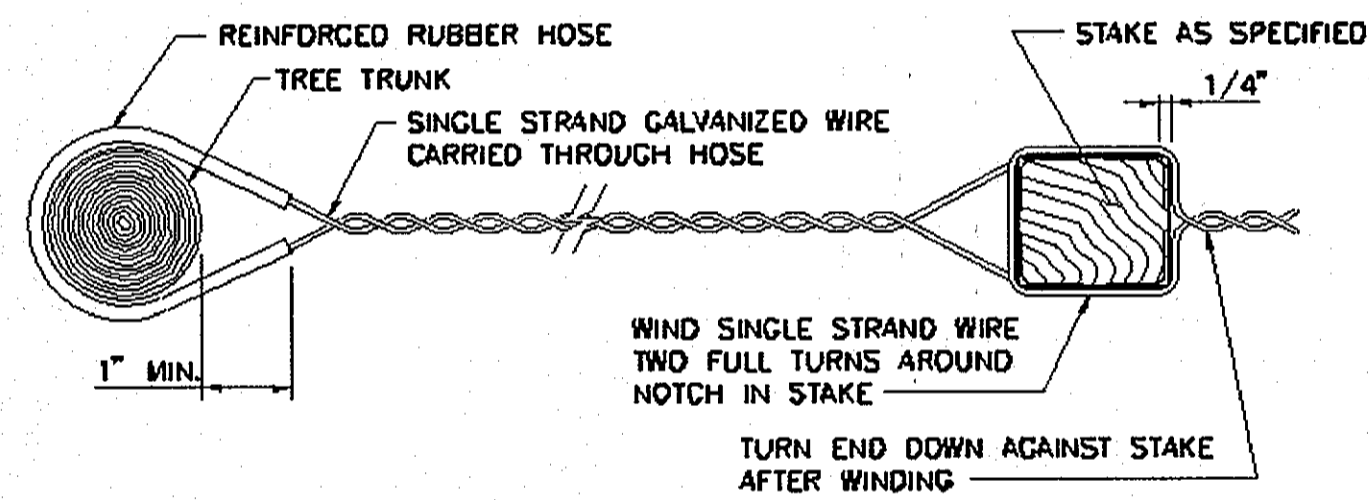 REINFORCED RUBBER HOSE
TREE TRUNK
SINGLE STRAND GALVANIZED WIRE
CARRIED THROUGH HOSE
STAKE AS SPECIFIED
1/4"
1" MIN.
WIND SINGLE STRAND WIRE
TWO FULL TURNS AROUND
NOTCH IN STAKE
TURN END DOWN AGAINST STAKE
AFTER WINDING